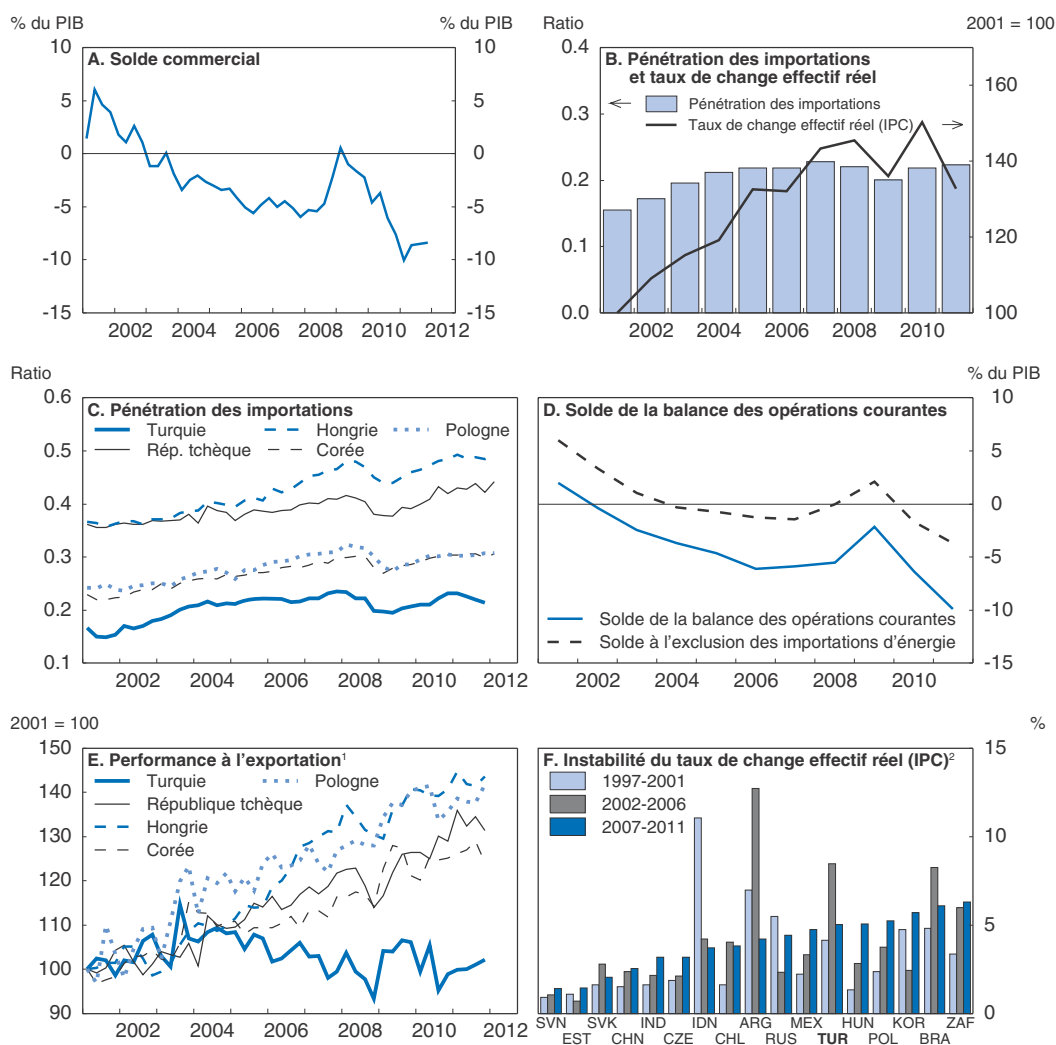 % du PIB
% du PIB
A. Solde commercial
10
5
0
-5
-10
-15
10
5
0
-5
-10
-15
2002
2004
2006
2008
2010
2012
Ratio
2001 = 100
B. Pénétration des importations
et taux de change effectif réel
Pénétration des importations
Taux de change effectif réel (IPC)
0.4
0.3
0.2
0.1
0.0
160
140
120
100
2002
2004
2006
2008
2010
Ratio
C. Pénétration des importations
Turquie
Hongrie
Pologne
Rép. tchèque
Corée
0.6
0.5
0.4
0.3
0.2
0.1
2002
2004
2006
2008
2010
2012
% du PIB
D. Solde de la balance des opérations courantes
10
5
0
-5
-10
-15
Solde de la balance des opérations courantes
Solde à l'exclusion des importations d'énergie
2002
2004
2006
2008
2010
2001 = 100
E. Performance à l'exportation¹
Turquie
Pologne
République tchèque
Hongrie
Corée
150
140
130
120
110
100
90
2002
2004
2006
2008
2010
2012
%
F. Instabilité du taux de change effectif réel (IPC)²
1997-2001
2002-2006
2007-2011
15
10
5
0
SVN SVK IND IDN ARG MEX HUN KOR ZAF
EST CHN CZE CHL RUS TUR POL BRA